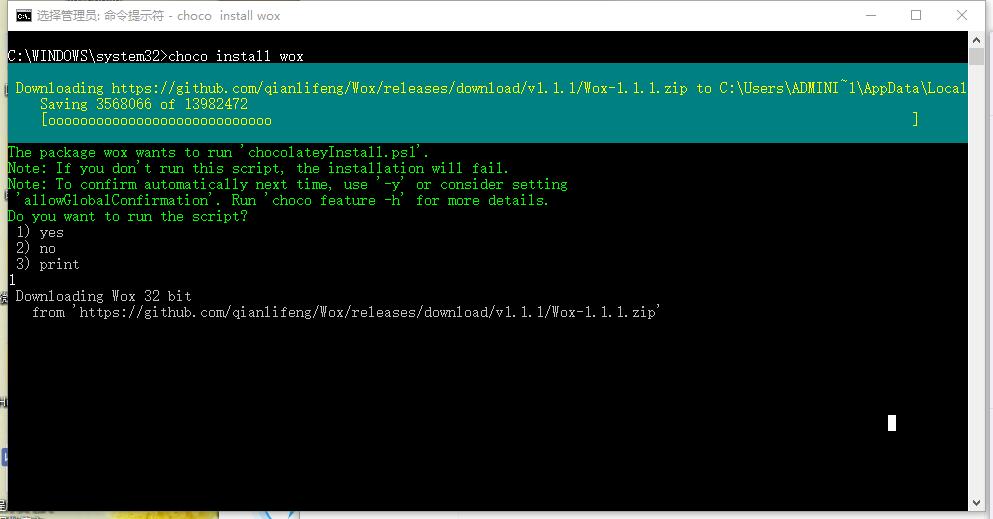 选择管理员: 命令提示符 - choco  install wox
C:\WINDOWS\system32>choco install wox
Downloading https://github.com/qianlifeng/Wox/releases/download/v1.1.1/Wox-1.1.1.zip to C:\Users\ADMINI~1\AppData\Local
Saving 3568066 of 13982472
[oooooooooooooooooooooooooooo ]
The package wox wants to run 'chocolateyInstall.ps1'.
Note: If you don't run this script, the installation will fail.
Note: To confirm automatically next time, use '-y' or consider setting
'allowGlobalConfirmation'. Run 'choco feature -h' for more details.
Do you want to run the script?
1) yes
2) no
3) print
1
Downloading Wox 32 bit
from 'https://github.com/qianlifeng/Wox/releases/download/v1.1.1/Wox-1.1.1.zip'